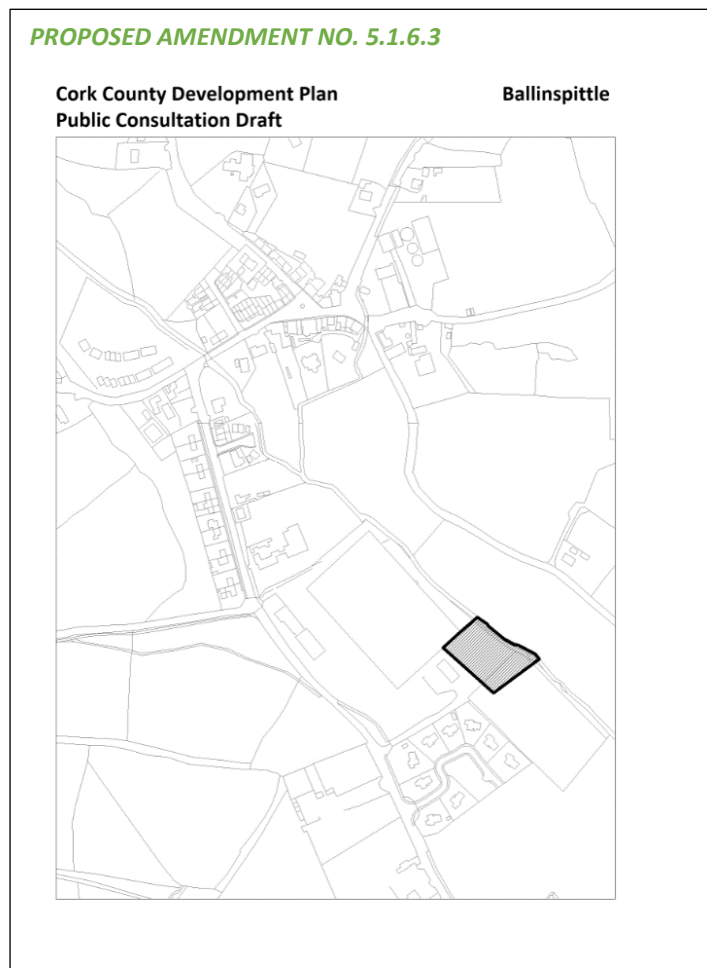 PROPOSED AMENDMENT NO. 5.1.6.3
Cork County Development Plan
Ballinspittle
Public Consultation Draft